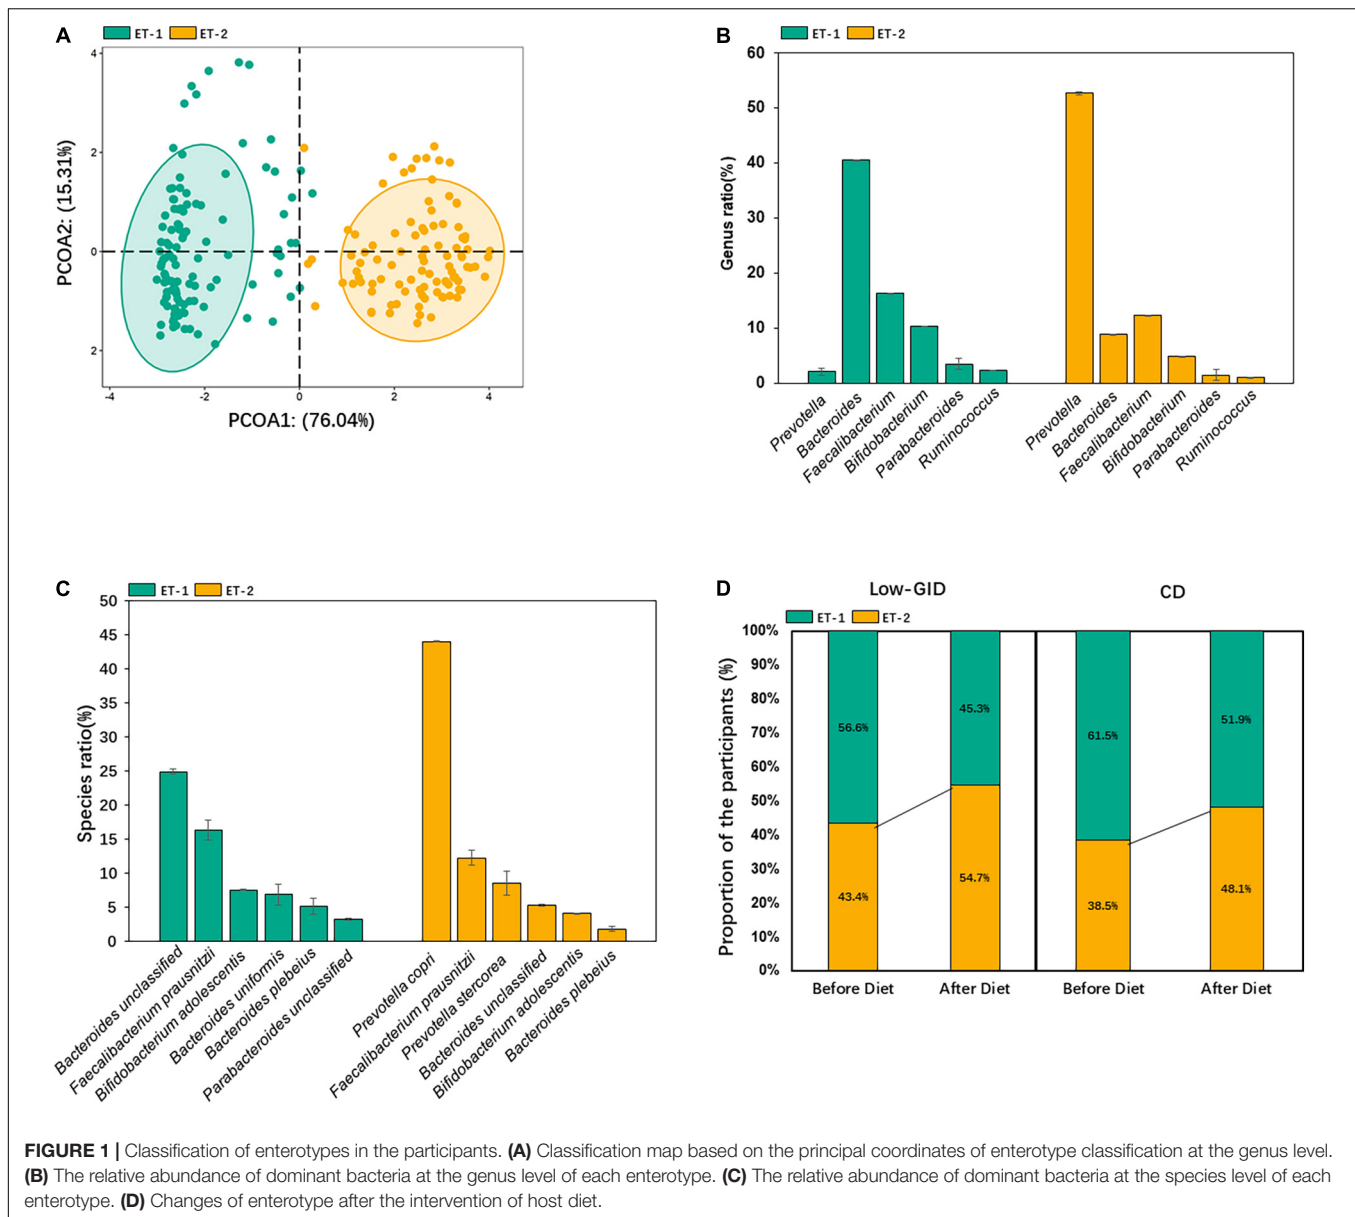 A
ET-1 ET-2
4
2
0
2
-4 -2 0 2 4
PCOA2: (15.31%)
PCOA1: (76.04%)
B
ET-1 ET-2
60
50
40
30
20
10
0
Genus ratio(%)
Prevotella
Bacteroides
Faecalibacterium
Bifidobacterium
Parabacteroides
Ruminococcus
Prevotella
Bacteroides
Faecalibacterium
Bifidobacterium
Parabacteroides
Ruminococcus
C
ET-1 ET-2
50
45
40
35
30
25
20
15
10
5
0
Species ratio(%)
Bacteroides unclassified
Faecalibacterium prausnitzii
Bifidobacterium adolescentis
Bacteroides uniformis
Bacteroides plebeius
Parabacteroides unclassified
Prevotella copri
Faecalibacterium prausnitzii
Prevotella stercorea
Bacteroides unclassified
Bifidobacterium adolescentis
Bacteroides plebeius
D
Low-GID CD
ET-1 ET-2
100%
90%
80%
70%
60%
50%
40%
30%
20%
10%
0%
Proportion of the participants (%)
56.6% 45.3% 61.5% 51.9%
43.4% 54.7% 38.5% 48.1%
Before Diet After Diet Before Diet After Diet
FIGURE 1 | Classification of enterotypes in the participants. (A) Classification map based on the principal coordinates of enterotype classification at the genus level.
(B) The relative abundance of dominant bacteria at the genus level of each enterotype. (C) The relative abundance of dominant bacteria at the species level of each
enterotype. (D) Changes of enterotype after the intervention of host diet.